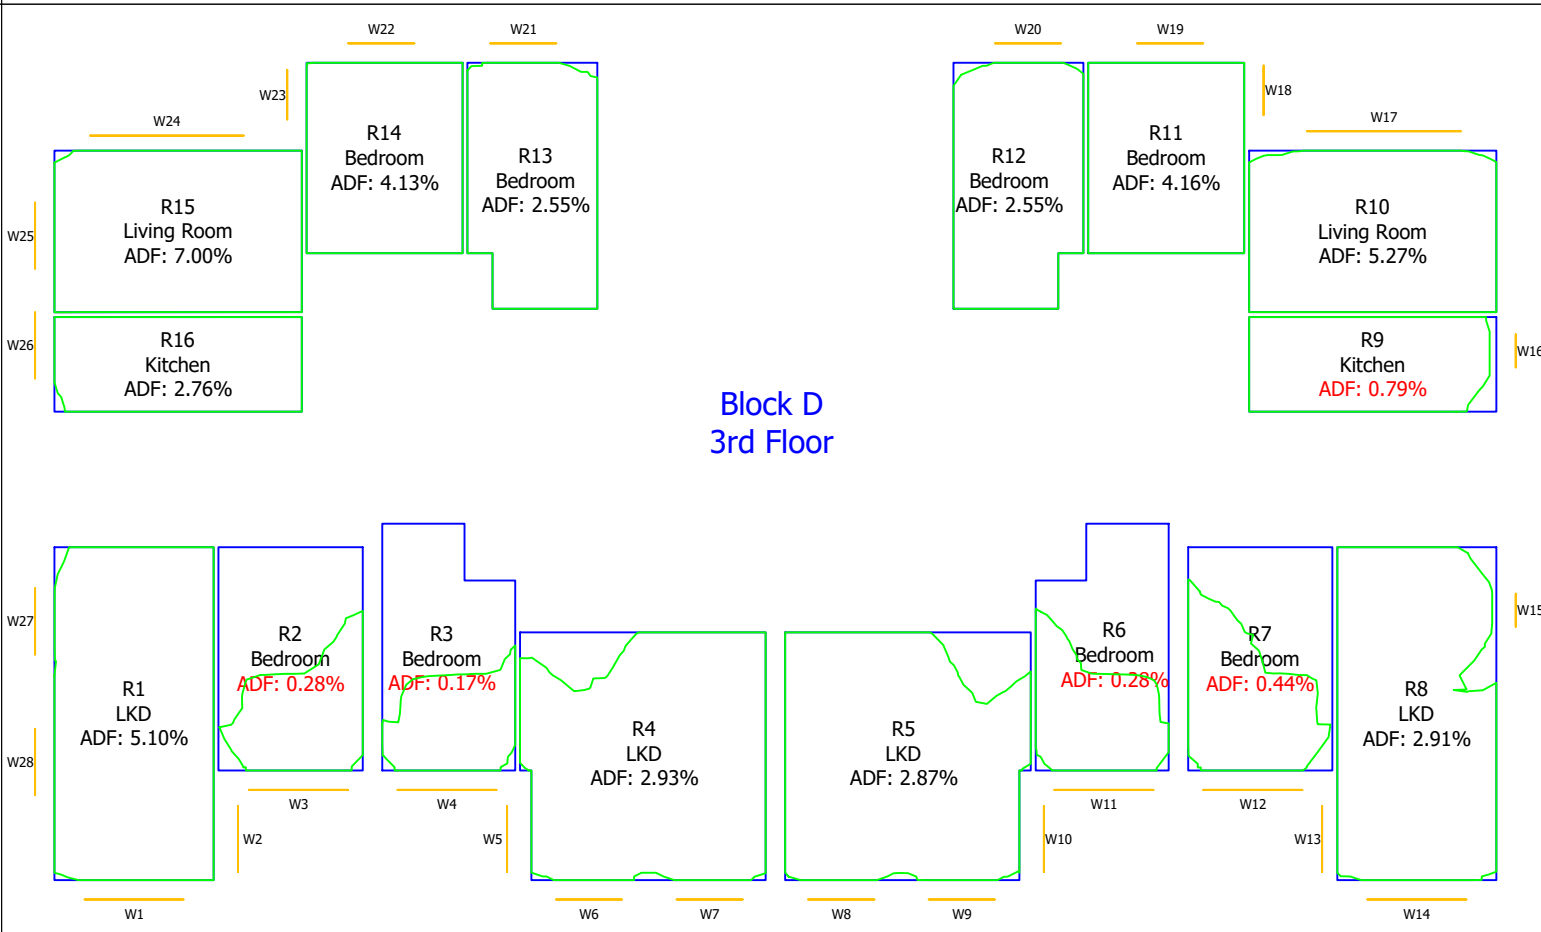 W22
W21
W20
W19
W23
W18
W24
W17
R14
Bedroom
ADF: 4.13%
R13
Bedroom
ADF: 2.55%
R12
Bedroom
ADF: 2.55%
R11
Bedroom
ADF: 4.16%
W25
R15
Living Room
ADF: 7.00%
R10
Living Room
ADF: 5.27%
W26
R16
Kitchen
ADF: 2.76%
R9
Kitchen
ADF: 0.79%
W16
Block D
3rd Floor
W27
W15
R1
LKD
ADF: 5.10%
R2
Bedroom
ADF: 0.28%
R3
Bedroom
ADF: 0.17%
R4
LKD
ADF: 2.93%
R5
LKD
ADF: 2.87%
R6
Bedroom
ADF: 0.28%
R7
Bedroom
ADF: 0.44%
R8
LKD
ADF: 2.91%
W28
W3
W4
W11
W12
W2
W5
W10
W13
W1
W6
W7
W8
W9
W14